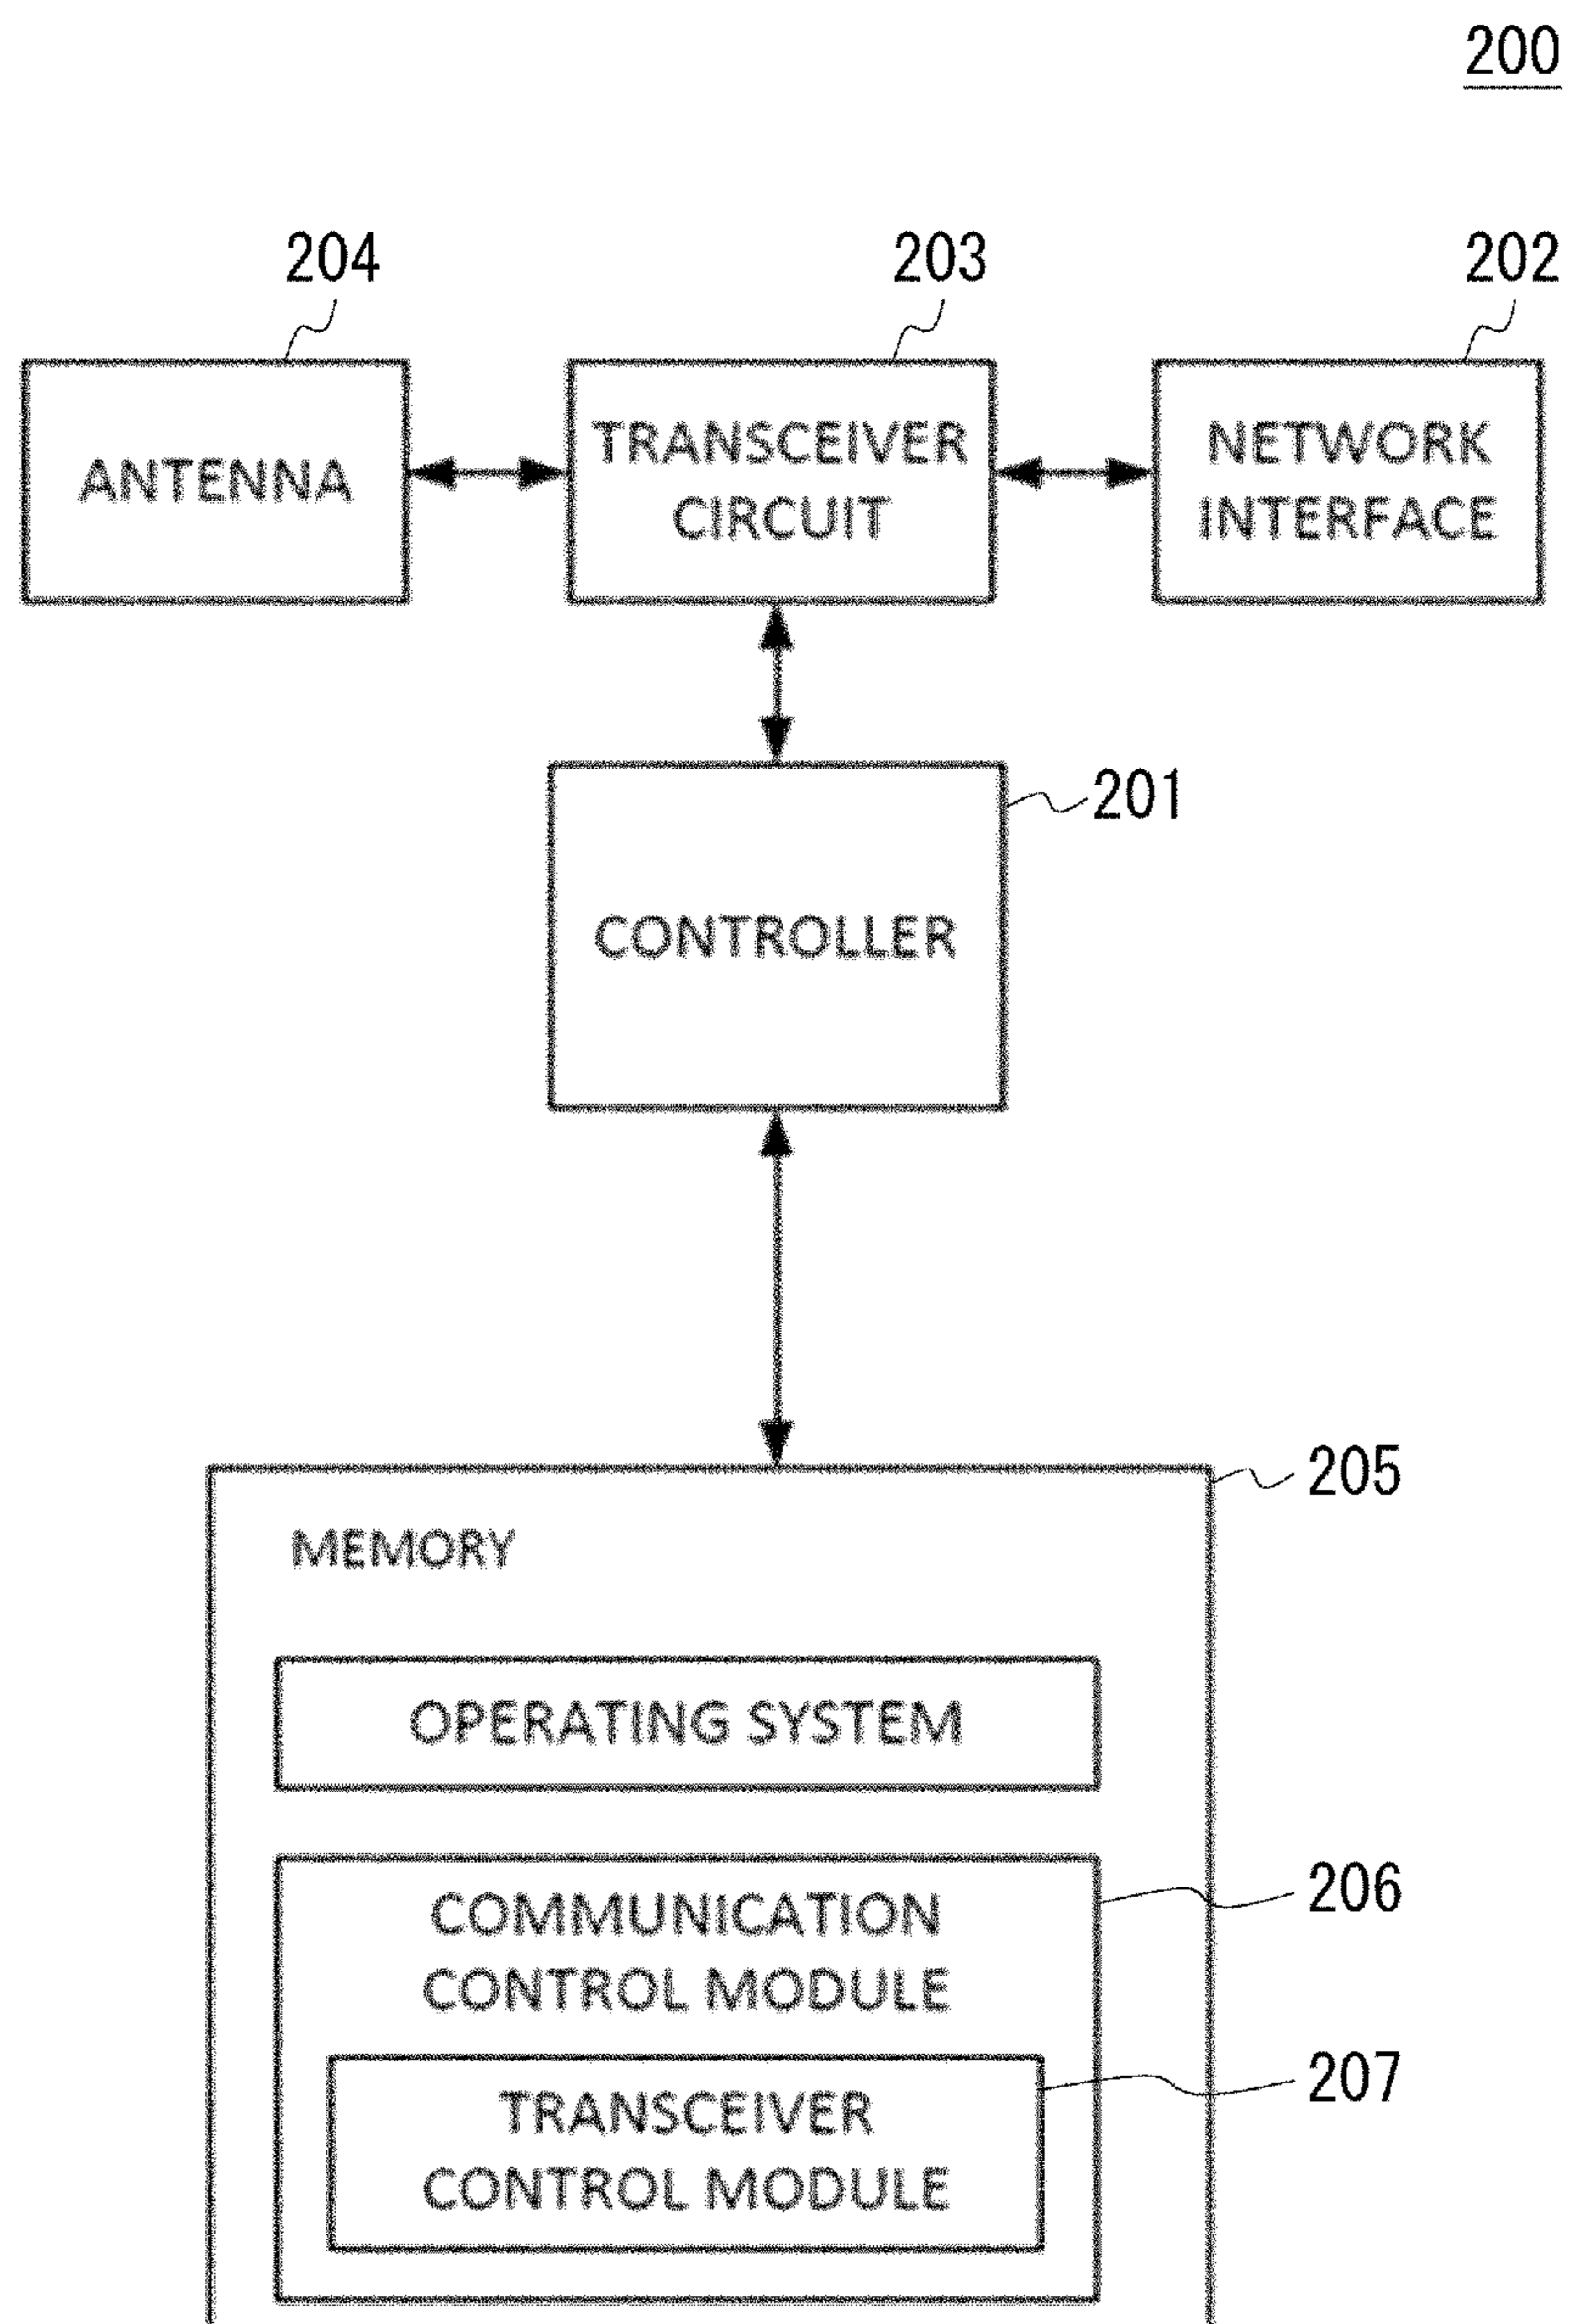 200
204
203
202
ANTENNA
TRANSCEIVER
CIRCUIT
NETWORK
INTERFACE
201
CONTROLLER
205
MEMORY
OPERATING SYSTEM
206
COMMUNICATION
CONTROL MODULE
207
TRANSCEIVER
CONTROL MODULE